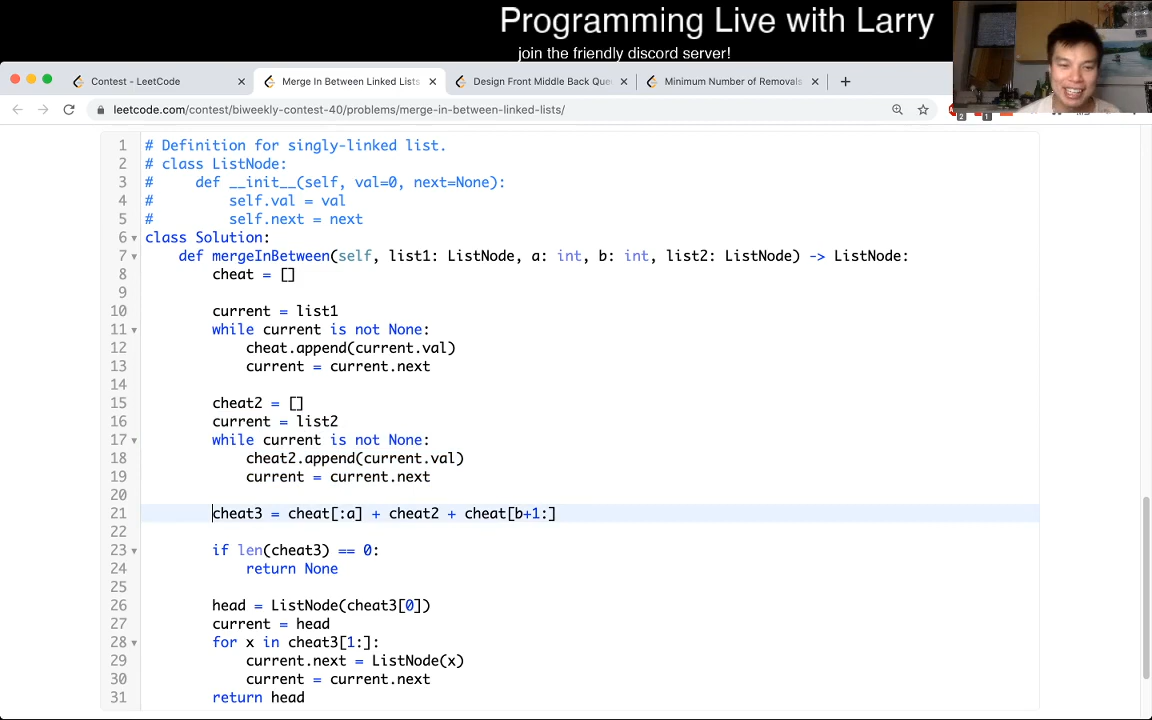 Programming Live with Larry
join the friendly discord server!
Contest - LeetCode
Merge In Between Linked Lists
Design Front Middle Back Que
Minimum Number of Removals
leetcode.com/contest/biweekly-contest-40/problems/merge-in-between-linked-lists/
2
1
1 # Definition for singly-linked list.
2 # class ListNode:
3 #     def __init__(self, val=0, next=None):
4 #         self.val = val
5 #         self.next = next
6 class Solution:
7     def mergeInBetween(self, list1: ListNode, a: int, b: int, list2: ListNode) -> ListNode:
8         cheat = []
9
10         current = list1
11         while current is not None:
12             cheat.append(current.val)
13             current = current.next
14
15         cheat2 = []
16         current = list2
17         while current is not None:
18             cheat2.append(current.val)
19             current = current.next
20
21         cheat3 = cheat[:a] + cheat2 + cheat[b+1:]
22
23         if len(cheat3) == 0:
24             return None
25
26         head = ListNode(cheat3[0])
27         current = head
28         for x in cheat3[1:]:
29             current.next = ListNode(x)
30             current = current.next
31         return head